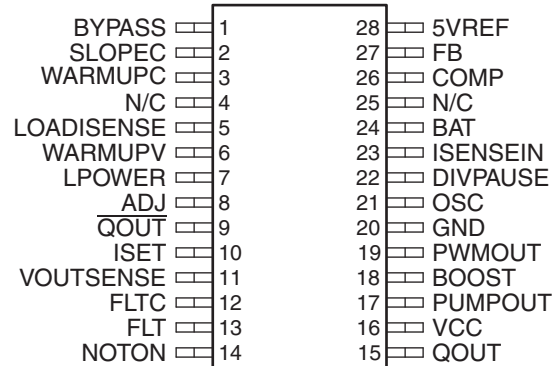 BYPASS 1 28 5VREF
SLOPEC 2 27 FB
WARMUPC 3 26 COMP
N/C 4 25 N/C
LOADISENSE 5 24 BAT
WARMUPV 6 23 ISENSEIN
LPOWER 7 22 DIVPAUSE
ADJ 8 21 OSC
QOUT 9 20 GND
ISET 10 19 PWMOUT
VOUTSENSE 11 18 BOOST
FLTC 12 17 PUMPOUT
FLT 13 16 VCC
NOTON 14 15 QOUT